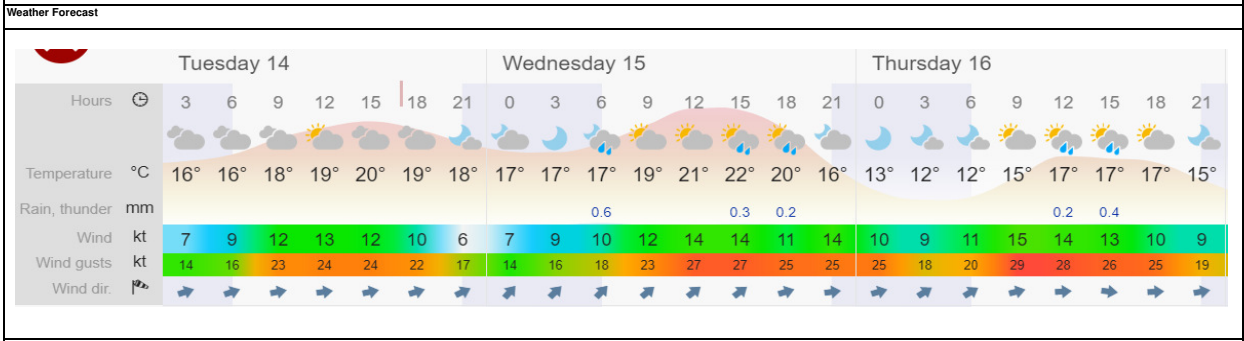 Weather Forecast
Tuesday 14 Wednesday 15 Thursday 16
Hours 3 6 9 12 15 18 21 0 3 6 9 12 15 18 21 0 3 6 9 12 15 18 21
Temperature °C 16° 16° 18° 19° 20° 19° 18° 17° 17° 17° 19° 21° 22° 20° 16° 13° 12° 12° 15° 17° 17° 17° 15°
Rain, thunder mm 0.6 0.3 0.2 0.2 0.4
Wind kt 7 9 12 13 12 10 6 7 9 10 12 14 14 11 14 10 9 11 15 14 13 10 9
Wind gusts kt 14 16 23 24 24 22 17 14 16 18 23 27 27 25 25 25 18 20 29 28 26 25 19
Wind dir.